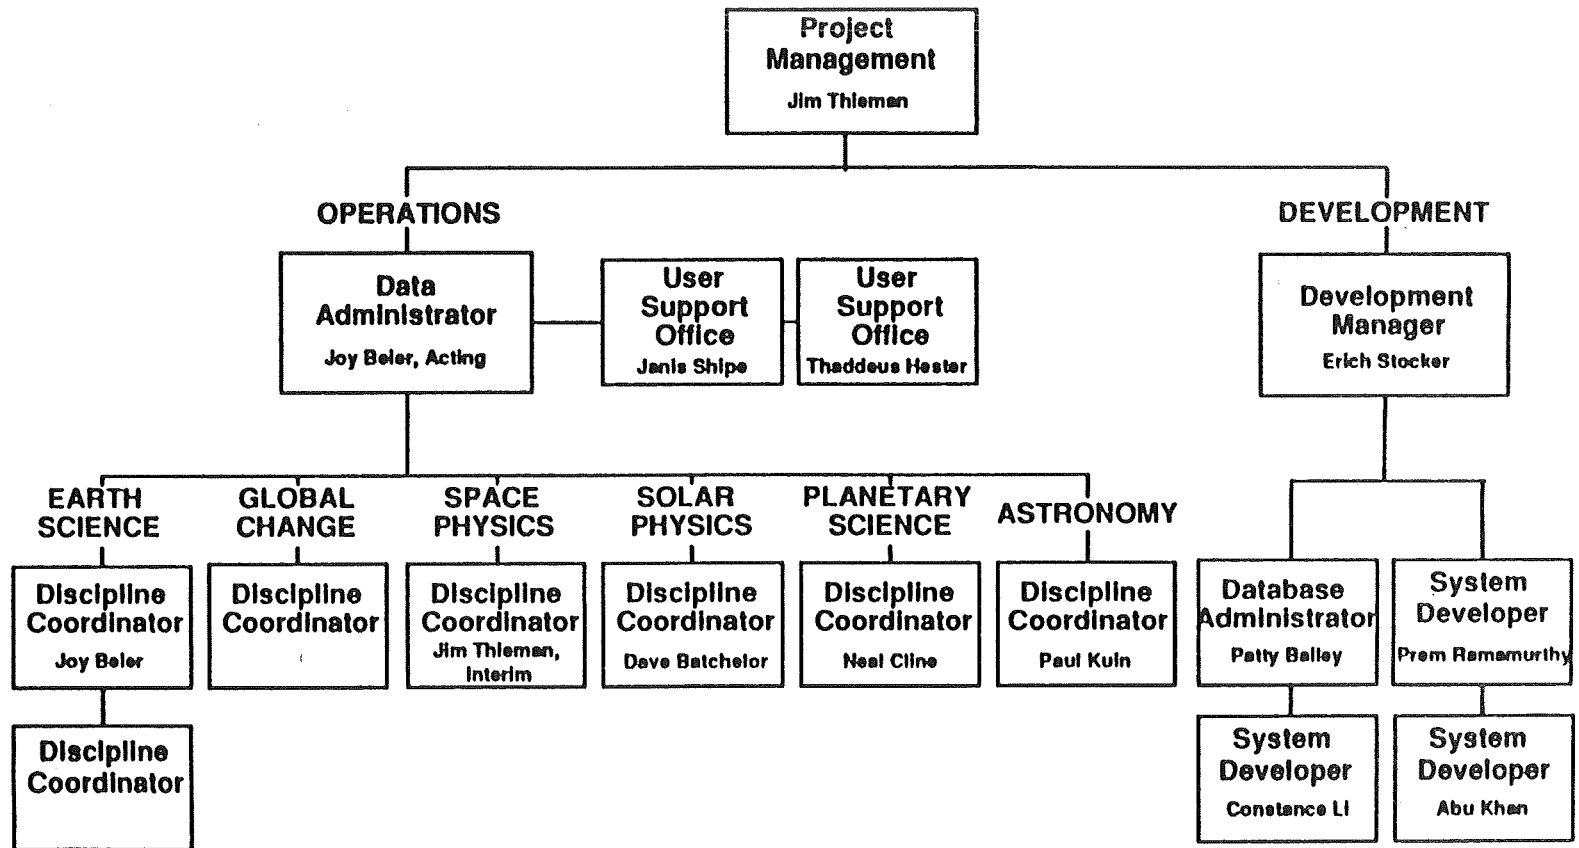 Project
Management
Jim Thieman
OPERATIONS
DEVELOPMENT
Data
Administrator
Joy Beier, Acting
User
Support
Office
Janis Shipe
User
Support
Office
Thaddeus Hester
Development
Manager
Erich Stocker
EARTH
SCIENCE
GLOBAL
CHANGE
SPACE
PHYSICS
SOLAR
PHYSICS
PLANETARY
SCIENCE
ASTRONOMY
Discipline
Coordinator
Joy Beier
Discipline
Coordinator
Discipline
Coordinator
Jim Thieman,
Interim
Discipline
Coordinator
Dave Batchelor
Discipline
Coordinator
Neal Cline
Discipline
Coordinator
Paul Kuin
Database
Administrator
Patty Bailey
System
Developer
Prem Ramamurthy
Discipline
Coordinator
System
Developer
Constance Li
System
Developer
Abu Khan